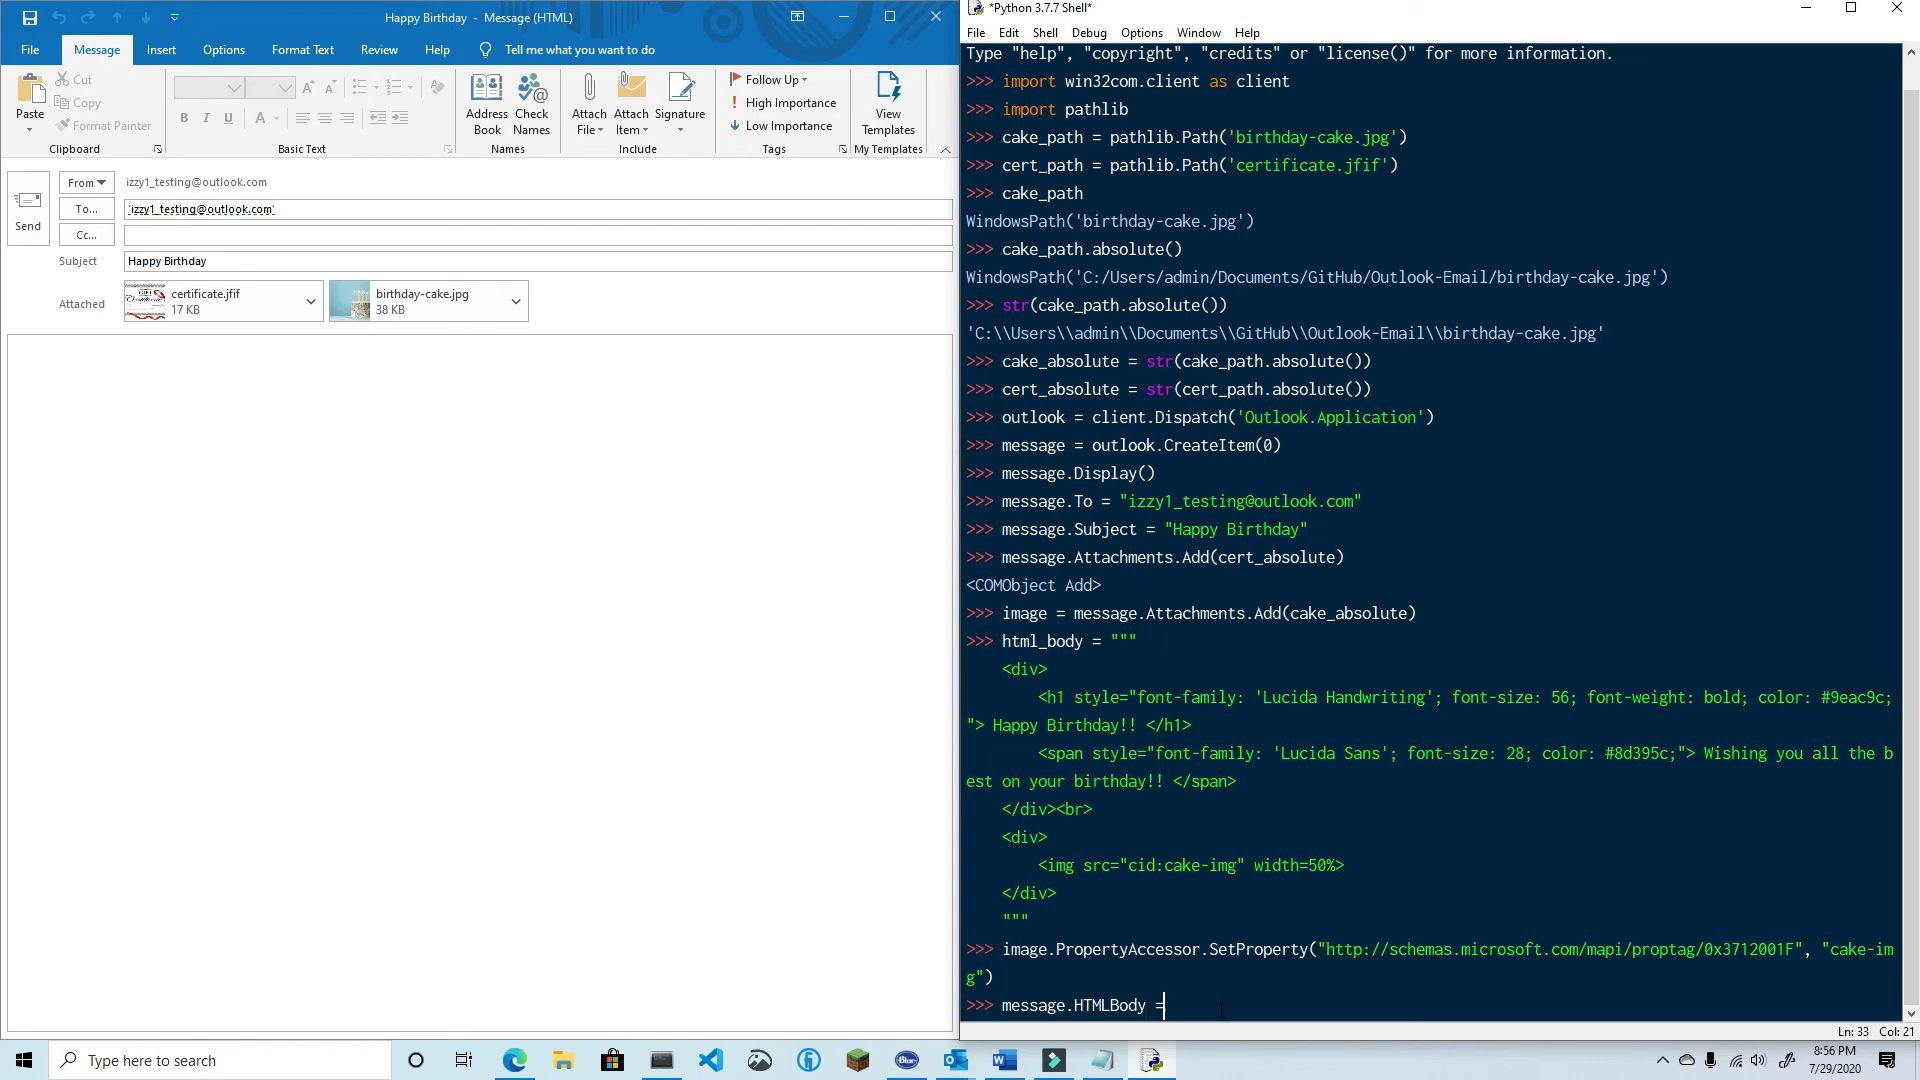 Happy Birthday - Message (HTML)
File Message Insert Options Format Text Review Help Tell me what you want to do
Paste
Cut
Copy
Format Painter
Clipboard
B I U A
Basic Text
Address Book
Check Names
Names
Attach File
Attach Item
Signature
Include
Follow Up
High Importance
Low Importance
Tags
View Templates
My Templates
Send
From izzy1_testing@outlook.com
To... 'izzy1_testing@outlook.com'
Cc...
Subject Happy Birthday
Attached
certificate.jfif
17 KB
birthday-cake.jpg
38 KB
*Python 3.7.7 Shell*
File Edit Shell Debug Options Window Help
Type "help", "copyright", "credits" or "license()" for more information.
>>> import win32com.client as client
>>> import pathlib
>>> cake_path = pathlib.Path('birthday-cake.jpg')
>>> cert_path = pathlib.Path('certificate.jfif')
>>> cake_path
WindowsPath('birthday-cake.jpg')
>>> cake_path.absolute()
WindowsPath('C:/Users/admin/Documents/GitHub/Outlook-Email/birthday-cake.jpg')
>>> str(cake_path.absolute())
'C:\\Users\\admin\\Documents\\GitHub\\Outlook-Email\\birthday-cake.jpg'
>>> cake_absolute = str(cake_path.absolute())
>>> cert_absolute = str(cert_path.absolute())
>>> outlook = client.Dispatch('Outlook.Application')
>>> message = outlook.CreateItem(0)
>>> message.Display()
>>> message.To = "izzy1_testing@outlook.com"
>>> message.Subject = "Happy Birthday"
>>> message.Attachments.Add(cert_absolute)
<COMObject Add>
>>> image = message.Attachments.Add(cake_absolute)
>>> html_body = """
<div>
<h1 style="font-family: 'Lucida Handwriting'; font-size: 56; font-weight: bold; color: #9eac9c;
"> Happy Birthday!! </h1>
<span style="font-family: 'Lucida Sans'; font-size: 28; color: #8d395c;"> Wishing you all the b
est on your birthday!! </span>
</div><br>
<div>
<img src="cid:cake-img" width=50%>
</div>
"""
>>> image.PropertyAccessor.SetProperty("http://schemas.microsoft.com/mapi/proptag/0x3712001F", "cake-im
g")
>>> message.HTMLBody =
Ln: 33 Col: 21
Type here to search
8:56 PM
7/29/2020